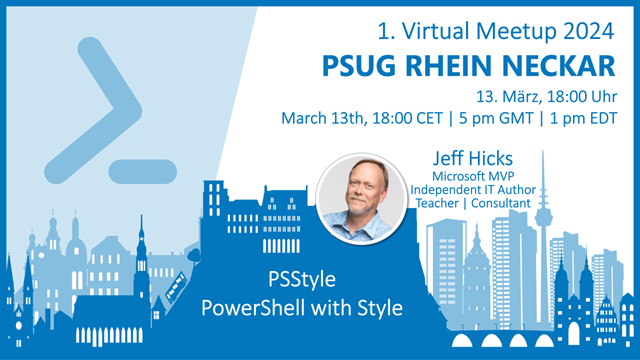 1. Virtual Meetup 2024
PSUG RHEIN NECKAR
13. März, 18:00 Uhr
March 13th, 18:00 CET | 5 pm GMT | 1 pm EDT
Jeff Hicks
Microsoft MVP
Independent IT Author
Teacher | Consultant
PSStyle
PowerShell with Style